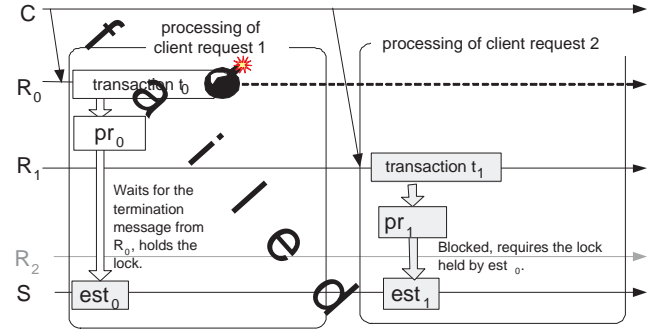 C
processing of
client request 1
processing of client request 2
failed
R0
transaction t0
pr0
R1
transaction t1
Waits for the
termination
message from
R0, holds the
lock.
pr1
Blocked, requires the lock
held by est 0.
R2
S
est0
est1